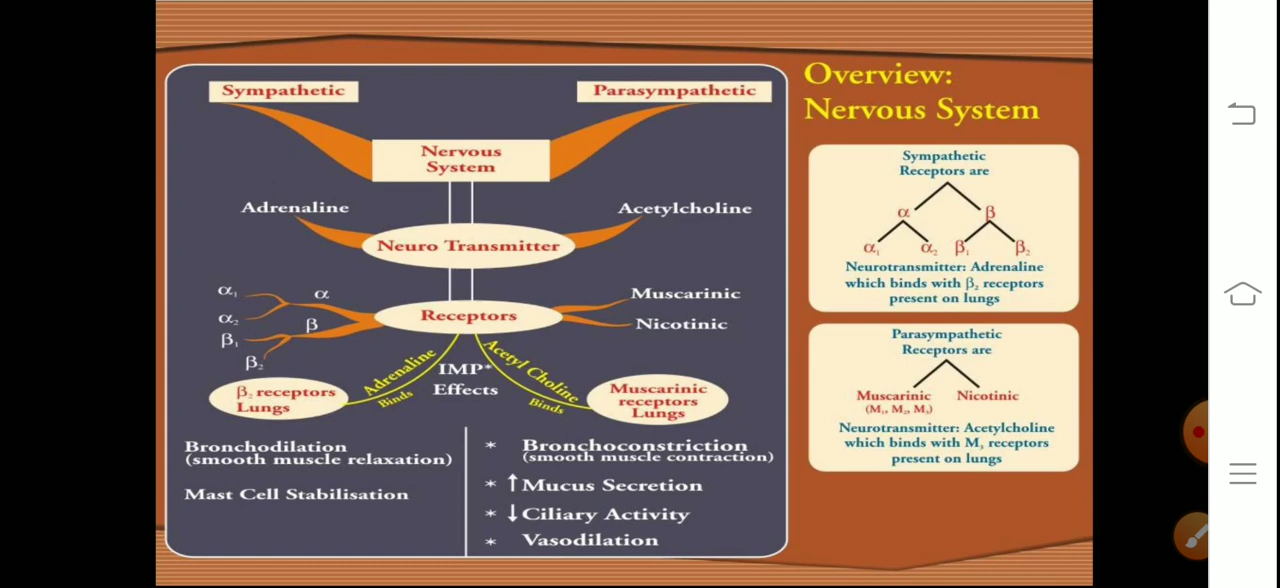 Sympathetic
Parasympathetic
Nervous
System
Adrenaline
Acetylcholine
Neuro Transmitter
α₁
α
α₂
β
β₁
β₂
Receptors
Muscarinic
Nicotinic
Adrenaline
Binds
IMP*
Effects
Acetyl Choline
Binds
β₂ receptors
Lungs
Muscarinic
receptors
Lungs
Bronchodilation
(smooth muscle relaxation)
Mast Cell Stabilisation
* Bronchoconstriction
(smooth muscle contraction)
* ↑ Mucus Secretion
* ↓ Ciliary Activity
* Vasodilation
Overview:
Nervous System
Sympathetic
Receptors are
α β
α₁ α₂ β₁ β₂
Neurotransmitter: Adrenaline
which binds with β₂ receptors
present on lungs
Parasympathetic
Receptors are
Muscarinic Nicotinic
(M₁, M₂, M₃)
Neurotransmitter: Acetylcholine
which binds with M₃ receptors
present on lungs